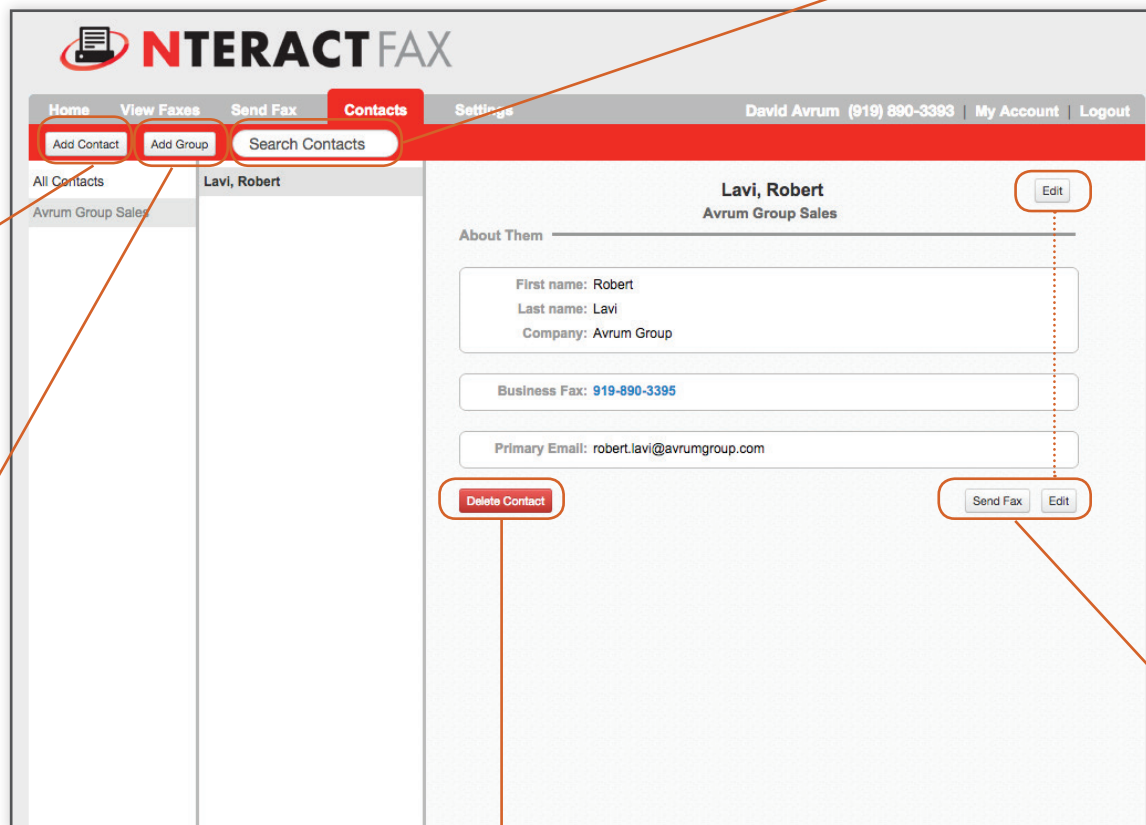 NTERACTFAX
Home View Faxes Send Fax Contacts Settings David Avrum (919) 890-3393 | My Account | Logout
Add Contact Add Group Search Contacts
All Contacts
Avrum Group Sales
Lavi, Robert
Lavi, Robert
Edit
Avrum Group Sales
About Them
First name: Robert
Last name: Lavi
Company: Avrum Group
Business Fax: 919-890-3395
Primary Email: robert.lavi@avrumgroup.com
Delete Contact Send Fax Edit